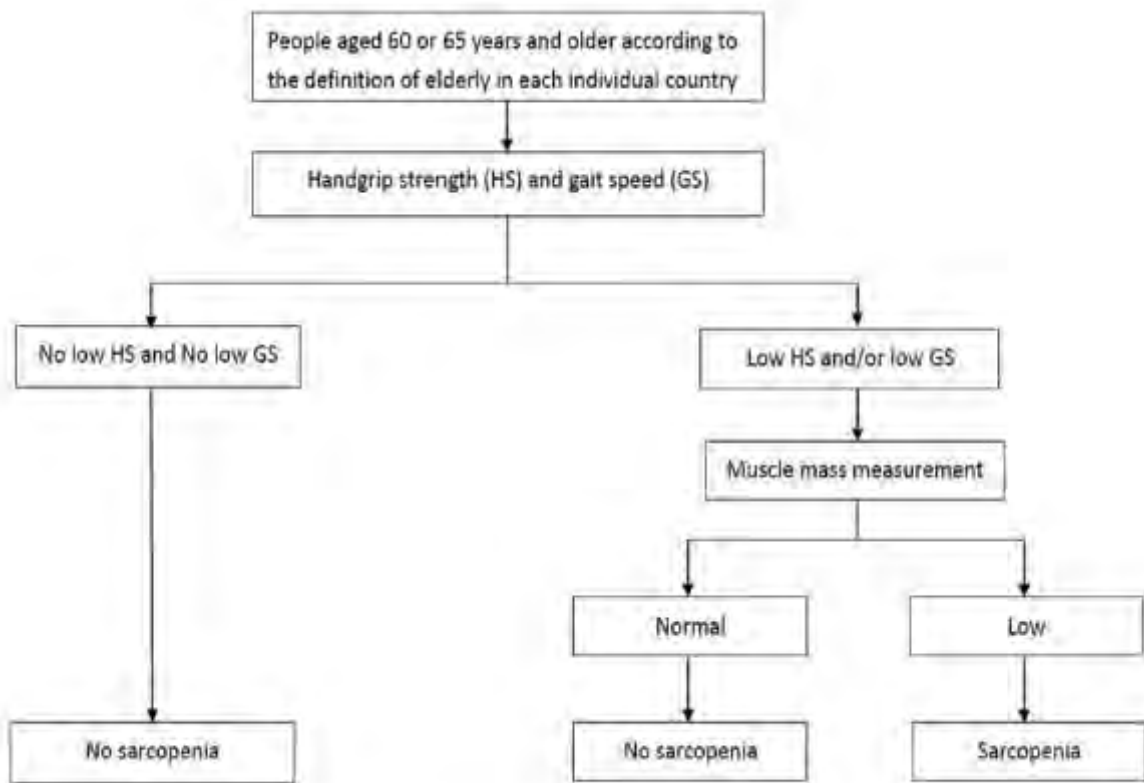 People aged 60 or 65 years and older according to
the definition of elderly in each individual country
Handgrip strength (HS) and gait speed (GS)
No low HS and No low GS
Low HS and/or low GS
Muscle mass measurement
Normal
Low
No sarcopenia
No sarcopenia
Sarcopenia